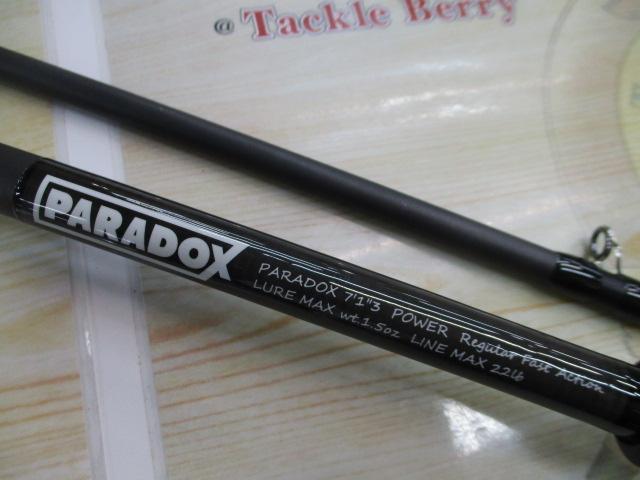 @ Tackle Berry
PARADOX
PARADOX 7'1"3 POWER Regular Fast Action
LURE MAX wt.1.5oz LINE MAX 22lb